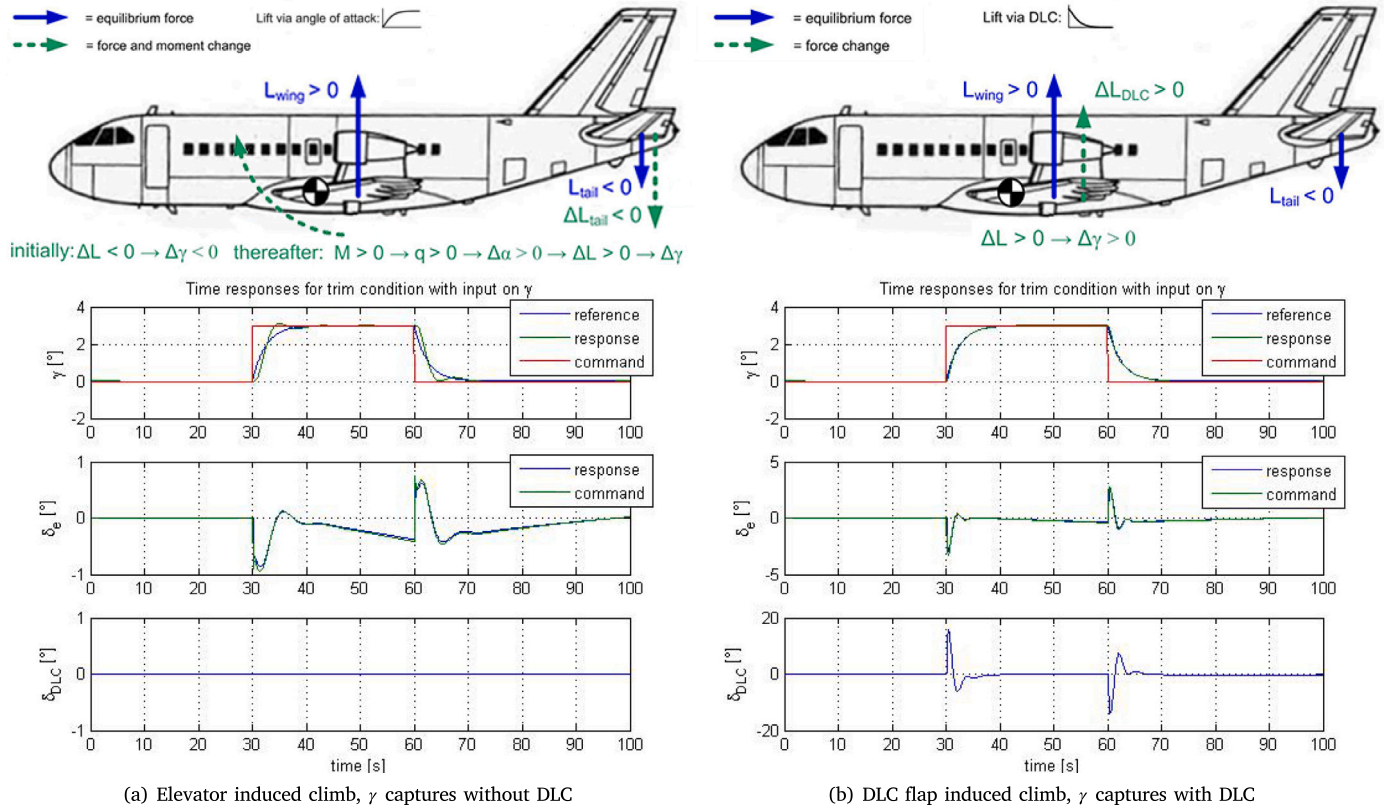 = equilibrium force
Lift via angle of attack:
= force and moment change
L_wing > 0
L_tail < 0
ΔL_tail < 0
initially: ΔL < 0 → Δγ < 0 thereafter: M > 0 → q > 0 → Δα > 0 → ΔL > 0 → Δγ
Time responses for trim condition with input on γ
γ [°]
4
2
0
-2
reference
response
command
0 10 20 30 40 50 60 70 80 90 100
δe [°]
1
0
-1
response
command
0 10 20 30 40 50 60 70 80 90 100
δDLC [°]
1
0
-1
0 10 20 30 40 50 60 70 80 90 100
time [s]
(a) Elevator induced climb, γ captures without DLC
= equilibrium force
Lift via DLC:
= force change
L_wing > 0
ΔL_DLC > 0
L_tail < 0
ΔL > 0 → Δγ > 0
Time responses for trim condition with input on γ
γ [°]
4
2
0
-2
reference
response
command
0 10 20 30 40 50 60 70 80 90 100
δe [°]
5
0
-5
response
command
0 10 20 30 40 50 60 70 80 90 100
δDLC [°]
20
0
-20
0 10 20 30 40 50 60 70 80 90 100
time [s]
(b) DLC flap induced climb, γ captures with DLC